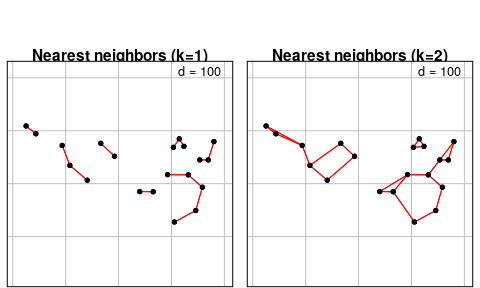 Nearest neighbors (k=1)
d = 100
Nearest neighbors (k=2)
d = 100